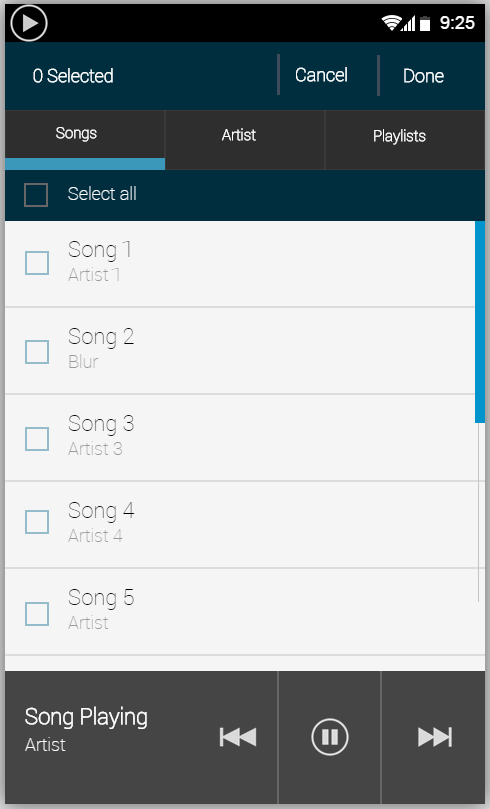 9:25
0 Selected Cancel Done
Songs Artist Playlists
Select all
Song 1
Artist 1
Song 2
Blur
Song 3
Artist 3
Song 4
Artist 4
Song 5
Artist
Song Playing
Artist